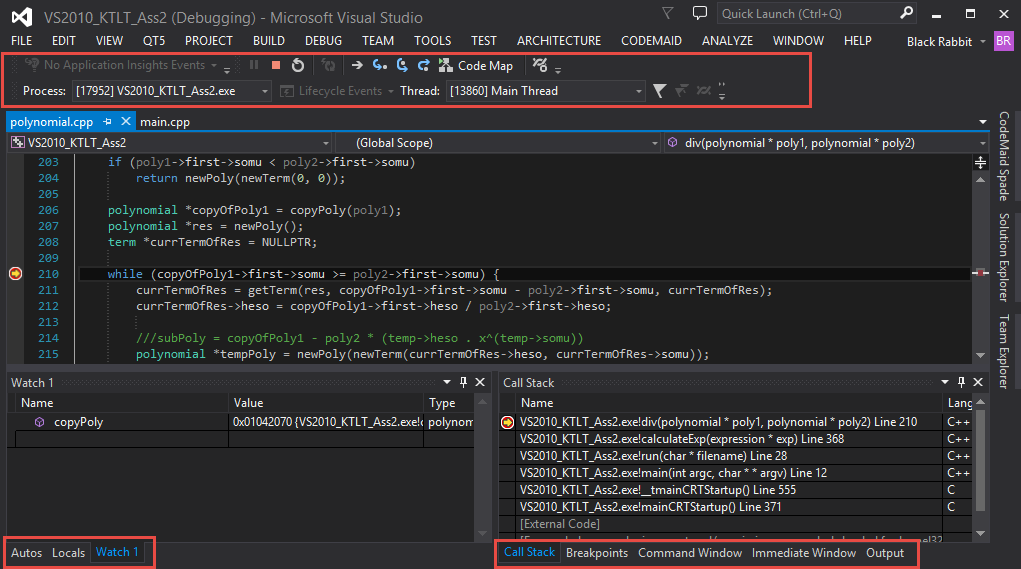 VS2010_KTLT_Ass2 (Debugging) - Microsoft Visual Studio
Quick Launch (Ctrl+Q)
FILE EDIT VIEW QT5 PROJECT BUILD DEBUG TEAM TOOLS TEST ARCHITECTURE CODEMAID ANALYZE WINDOW HELP Black Rabbit BR
No Application Insights Events Code Map
Process: [17952] VS2010_KTLT_Ass2.exe Lifecycle Events Thread: [13860] Main Thread
polynomial.cpp main.cpp
VS2010_KTLT_Ass2 (Global Scope) div(polynomial * poly1, polynomial * poly2)
203 if (poly1->first->somu < poly2->first->somu)
204 return newPoly(newTerm(0, 0));
205
206 polynomial *copyOfPoly1 = copyPoly(poly1);
207 polynomial *res = newPoly();
208 term *currTermOfRes = NULLPTR;
209
210 while (copyOfPoly1->first->somu >= poly2->first->somu) {
211 currTermOfRes = getTerm(res, copyOfPoly1->first->somu - poly2->first->somu, currTermOfRes);
212 currTermOfRes->heso = copyOfPoly1->first->heso / poly2->first->heso;
213
214 ///subPoly = copyOfPoly1 - poly2 * (temp->heso . x^(temp->somu))
215 polynomial *tempPoly = newPoly(newTerm(currTermOfRes->heso, currTermOfRes->somu));
CodeMaid Spade
Solution Explorer
Team Explorer
Watch 1
Name Value Type
copyPoly 0x01042070 {VS2010_KTLT_Ass2.exe!c polynom
Autos Locals Watch 1
Call Stack
Name Lang
VS2010_KTLT_Ass2.exe!div(polynomial * poly1, polynomial * poly2) Line 210 C++
VS2010_KTLT_Ass2.exe!calculateExp(expression * exp) Line 368 C++
VS2010_KTLT_Ass2.exe!run(char * filename) Line 28 C++
VS2010_KTLT_Ass2.exe!main(int argc, char * * argv) Line 12 C++
VS2010_KTLT_Ass2.exe!__tmainCRTStartup() Line 555 C
VS2010_KTLT_Ass2.exe!mainCRTStartup() Line 371 C
[External Code]
Call Stack Breakpoints Command Window Immediate Window Output